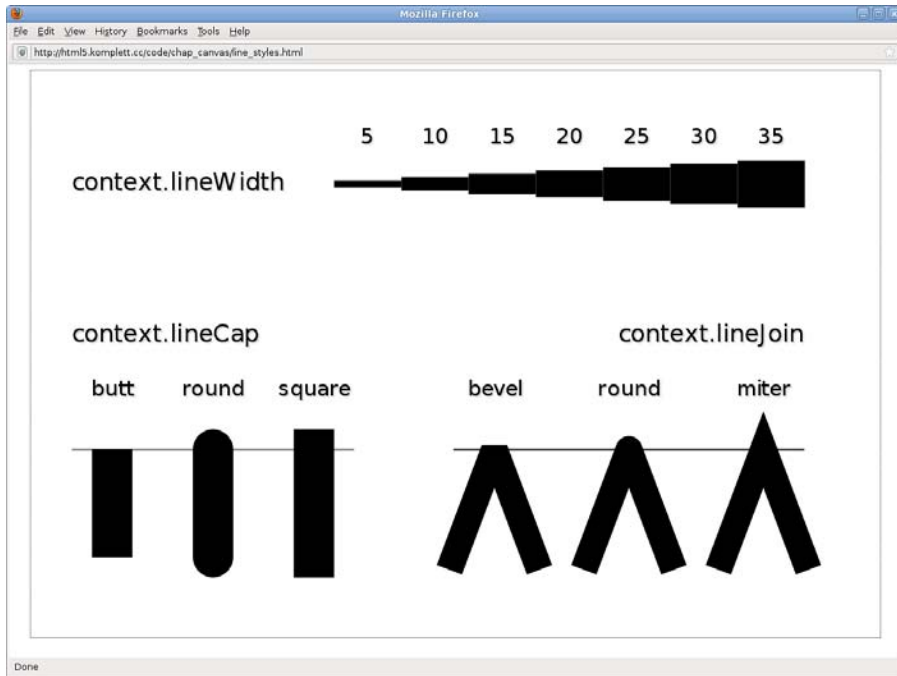 Mozilla Firefox
File Edit View History Bookmarks Tools Help
http://html5.komplett.cc/code/chap_canvas/line_styles.html
5 10 15 20 25 30 35
context.lineWidth
context.lineCap context.lineJoin
butt round square bevel round miter
Done